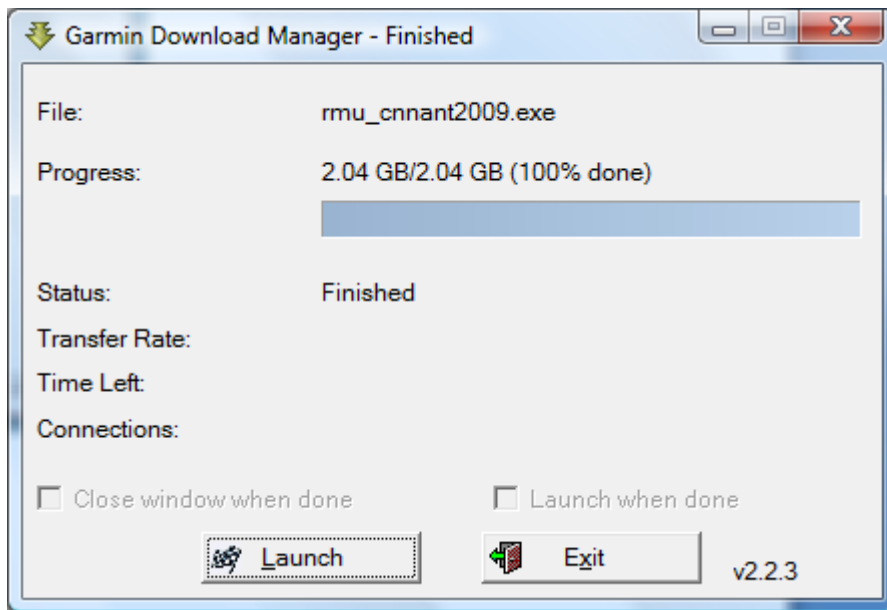 Garmin Download Manager - Finished
File: rmu_cnnant2009.exe
Progress: 2.04 GB/2.04 GB (100% done)
Status: Finished
Transfer Rate:
Time Left:
Connections:
Close window when done Launch when done
Launch Exit v2.2.3